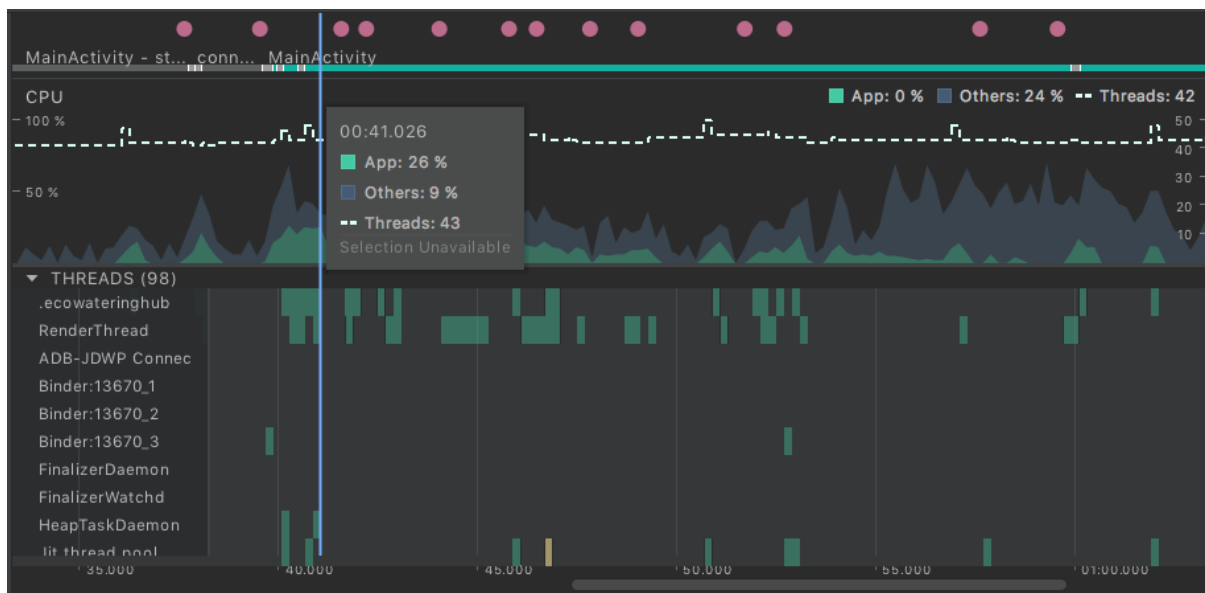 MainActivity - st... conn... MainActivity
CPU
App: 0 % Others: 24 % Threads: 42
100 %
50
40
50 %
30
20
10
00:41.026
App: 26 %
Others: 9 %
Threads: 43
Selection Unavailable
THREADS (98)
.ecowateringhub
RenderThread
ADB-JDWP Connec
Binder:13670_1
Binder:13670_2
Binder:13670_3
FinalizerDaemon
FinalizerWatchd
HeapTaskDaemon
Jit thread pool
35.000 40.000 45.000 50.000 55.000 01:00.000